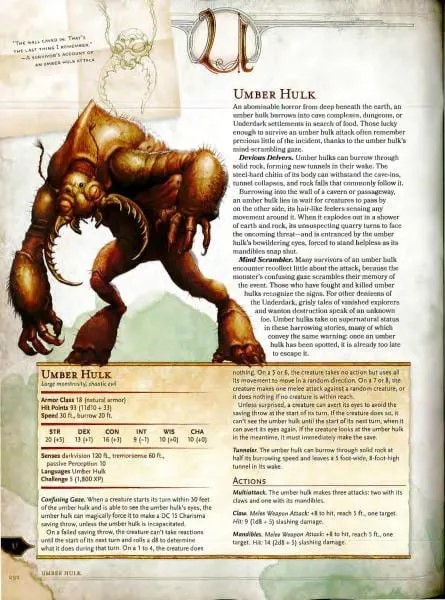 "The wall caved in. That's
the last thing I remember."
—A survivor's account of
an umber hulk attack
U
Umber Hulk
An abominable horror from deep beneath the earth, an
umber hulk burrows into cave complexes, dungeons, or
Underdark settlements in search of food. Those lucky
enough to survive an umber hulk attack often remember
precious little of the incident, thanks to the umber hulk's
mind-scrambling gaze.
Devious Delvers. Umber hulks can burrow through
solid rock, forming new tunnels in their wake. The
steel-hard chitin of its body can withstand the cave-ins,
tunnel collapses, and rock falls that commonly follow it.
Burrowing into the wall of a cavern or passageway,
an umber hulk lies in wait for creatures to pass by
on the other side, its hair-like feelers sensing any
movement around it. When it explodes out in a shower
of earth and rock, its unsuspecting quarry turns to face
the oncoming threat—and is entranced by the umber
hulk's bewildering eyes, forced to stand helpless as its
mandibles snap shut.
Mind Scrambler. Many survivors of an umber hulk
encounter recollect little about the attack, because the
monster's confusing gaze scrambles their memory of
the event. Those who have fought and killed umber
hulks recognize the signs. For other denizens of
the Underdark, grisly tales of vanished explorers
and wanton destruction speak of an unknown
foe. Umber hulks take on supernatural status
in these harrowing stories, many of which
convey the same warning: once an umber
hulk has been spotted, it is already too late
to escape it.
Umber Hulk
Large monstrosity, chaotic evil
Armor Class 18 (natural armor)
Hit Points 93 (11d10 + 33)
Speed 30 ft., burrow 20 ft.
STR DEX CON INT WIS CHA
20 (+5) 13 (+1) 16 (+3) 9 (−1) 10 (+0) 10 (+0)
Senses darkvision 120 ft., tremorsense 60 ft.,
passive Perception 10
Languages Umber Hulk
Challenge 5 (1,800 XP)
Confusing Gaze. When a creature starts its turn within 30 feet
of the umber hulk and is able to see the umber hulk's eyes, the
umber hulk can magically force it to make a DC 15 Charisma
saving throw, unless the umber hulk is incapacitated.
On a failed saving throw, the creature can't take reactions
until the start of its next turn and rolls a d8 to determine
what it does during that turn. On a 1 to 4, the creature does
nothing. On a 5 or 6, the creature takes no action but uses all
its movement to move in a random direction. On a 7 or 8, the
creature makes one melee attack against a random creature, or
it does nothing if no creature is within reach.
Unless surprised, a creature can avert its eyes to avoid the
saving throw at the start of its turn. If the creature does so, it
can't see the umber hulk until the start of its next turn, when it
can avert its eyes again. If the creature looks at the umber hulk
in the meantime, it must immediately make the save.
Tunneler. The umber hulk can burrow through solid rock at
half its burrowing speed and leaves a 5 foot-wide, 8-foot-high
tunnel in its wake.
Actions
Multiattack. The umber hulk makes three attacks: two with its
claws and one with its mandibles.
Claw. Melee Weapon Attack: +8 to hit, reach 5 ft., one target.
Hit: 9 (1d8 + 5) slashing damage.
Mandibles. Melee Weapon Attack: +8 to hit, reach 5 ft., one
target. Hit: 14 (2d8 + 5) slashing damage.
292
UMBER HULK